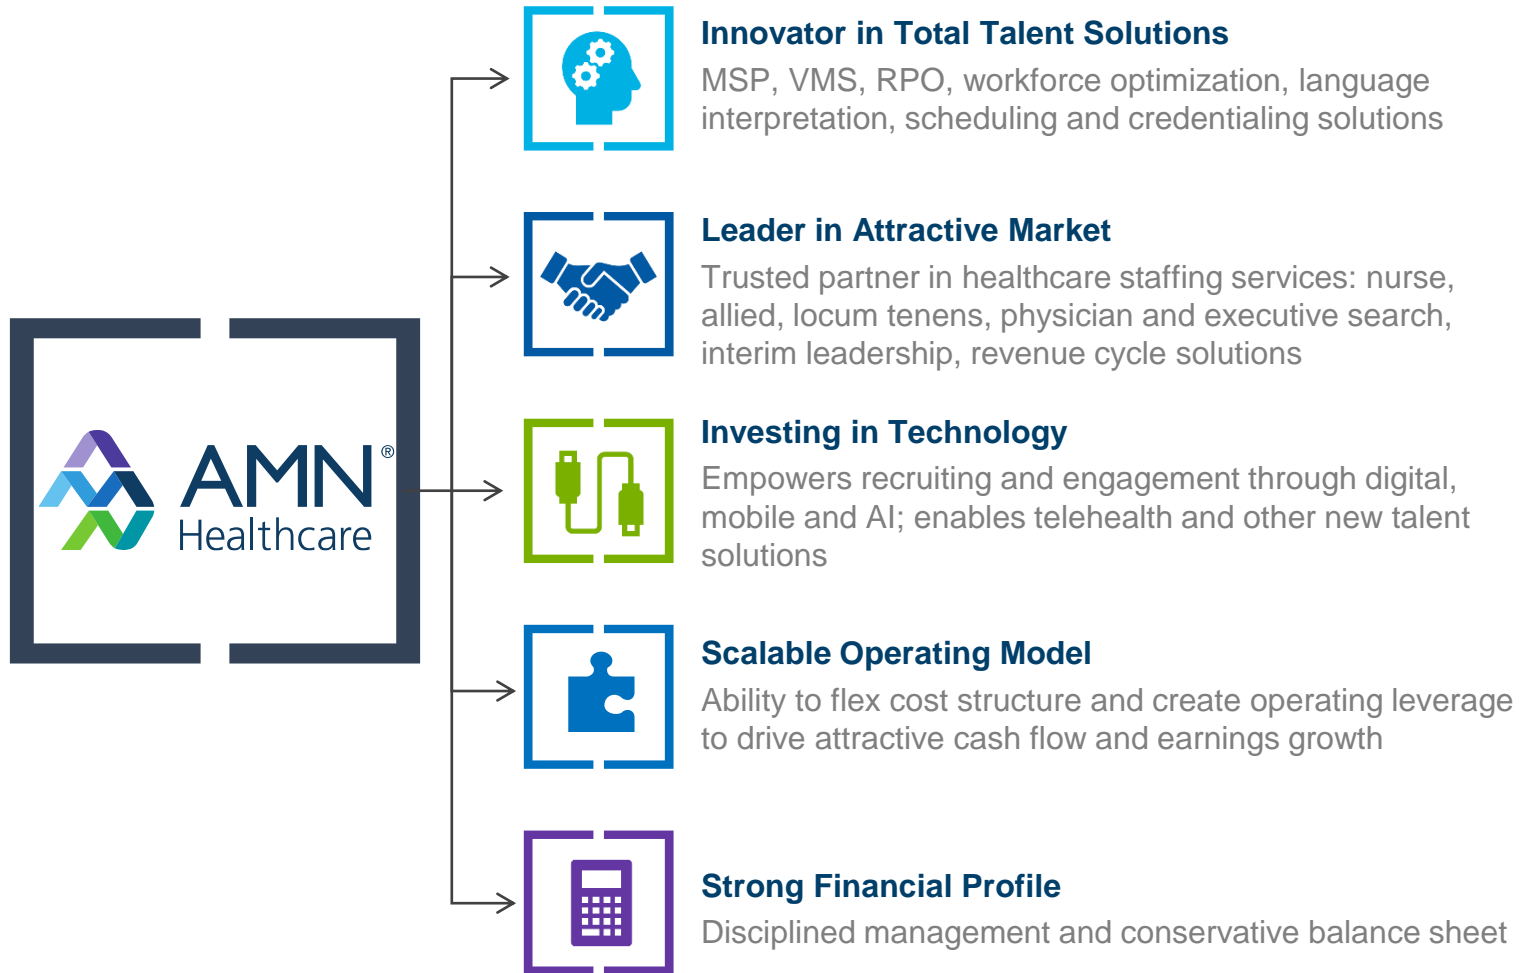 AMN®
Healthcare
Innovator in Total Talent Solutions
MSP, VMS, RPO, workforce optimization, language
interpretation, scheduling and credentialing solutions
Leader in Attractive Market
Trusted partner in healthcare staffing services: nurse,
allied, locum tenens, physician and executive search,
interim leadership, revenue cycle solutions
Investing in Technology
Empowers recruiting and engagement through digital,
mobile and AI; enables telehealth and other new talent
solutions
Scalable Operating Model
Ability to flex cost structure and create operating leverage
to drive attractive cash flow and earnings growth
Strong Financial Profile
Disciplined management and conservative balance sheet